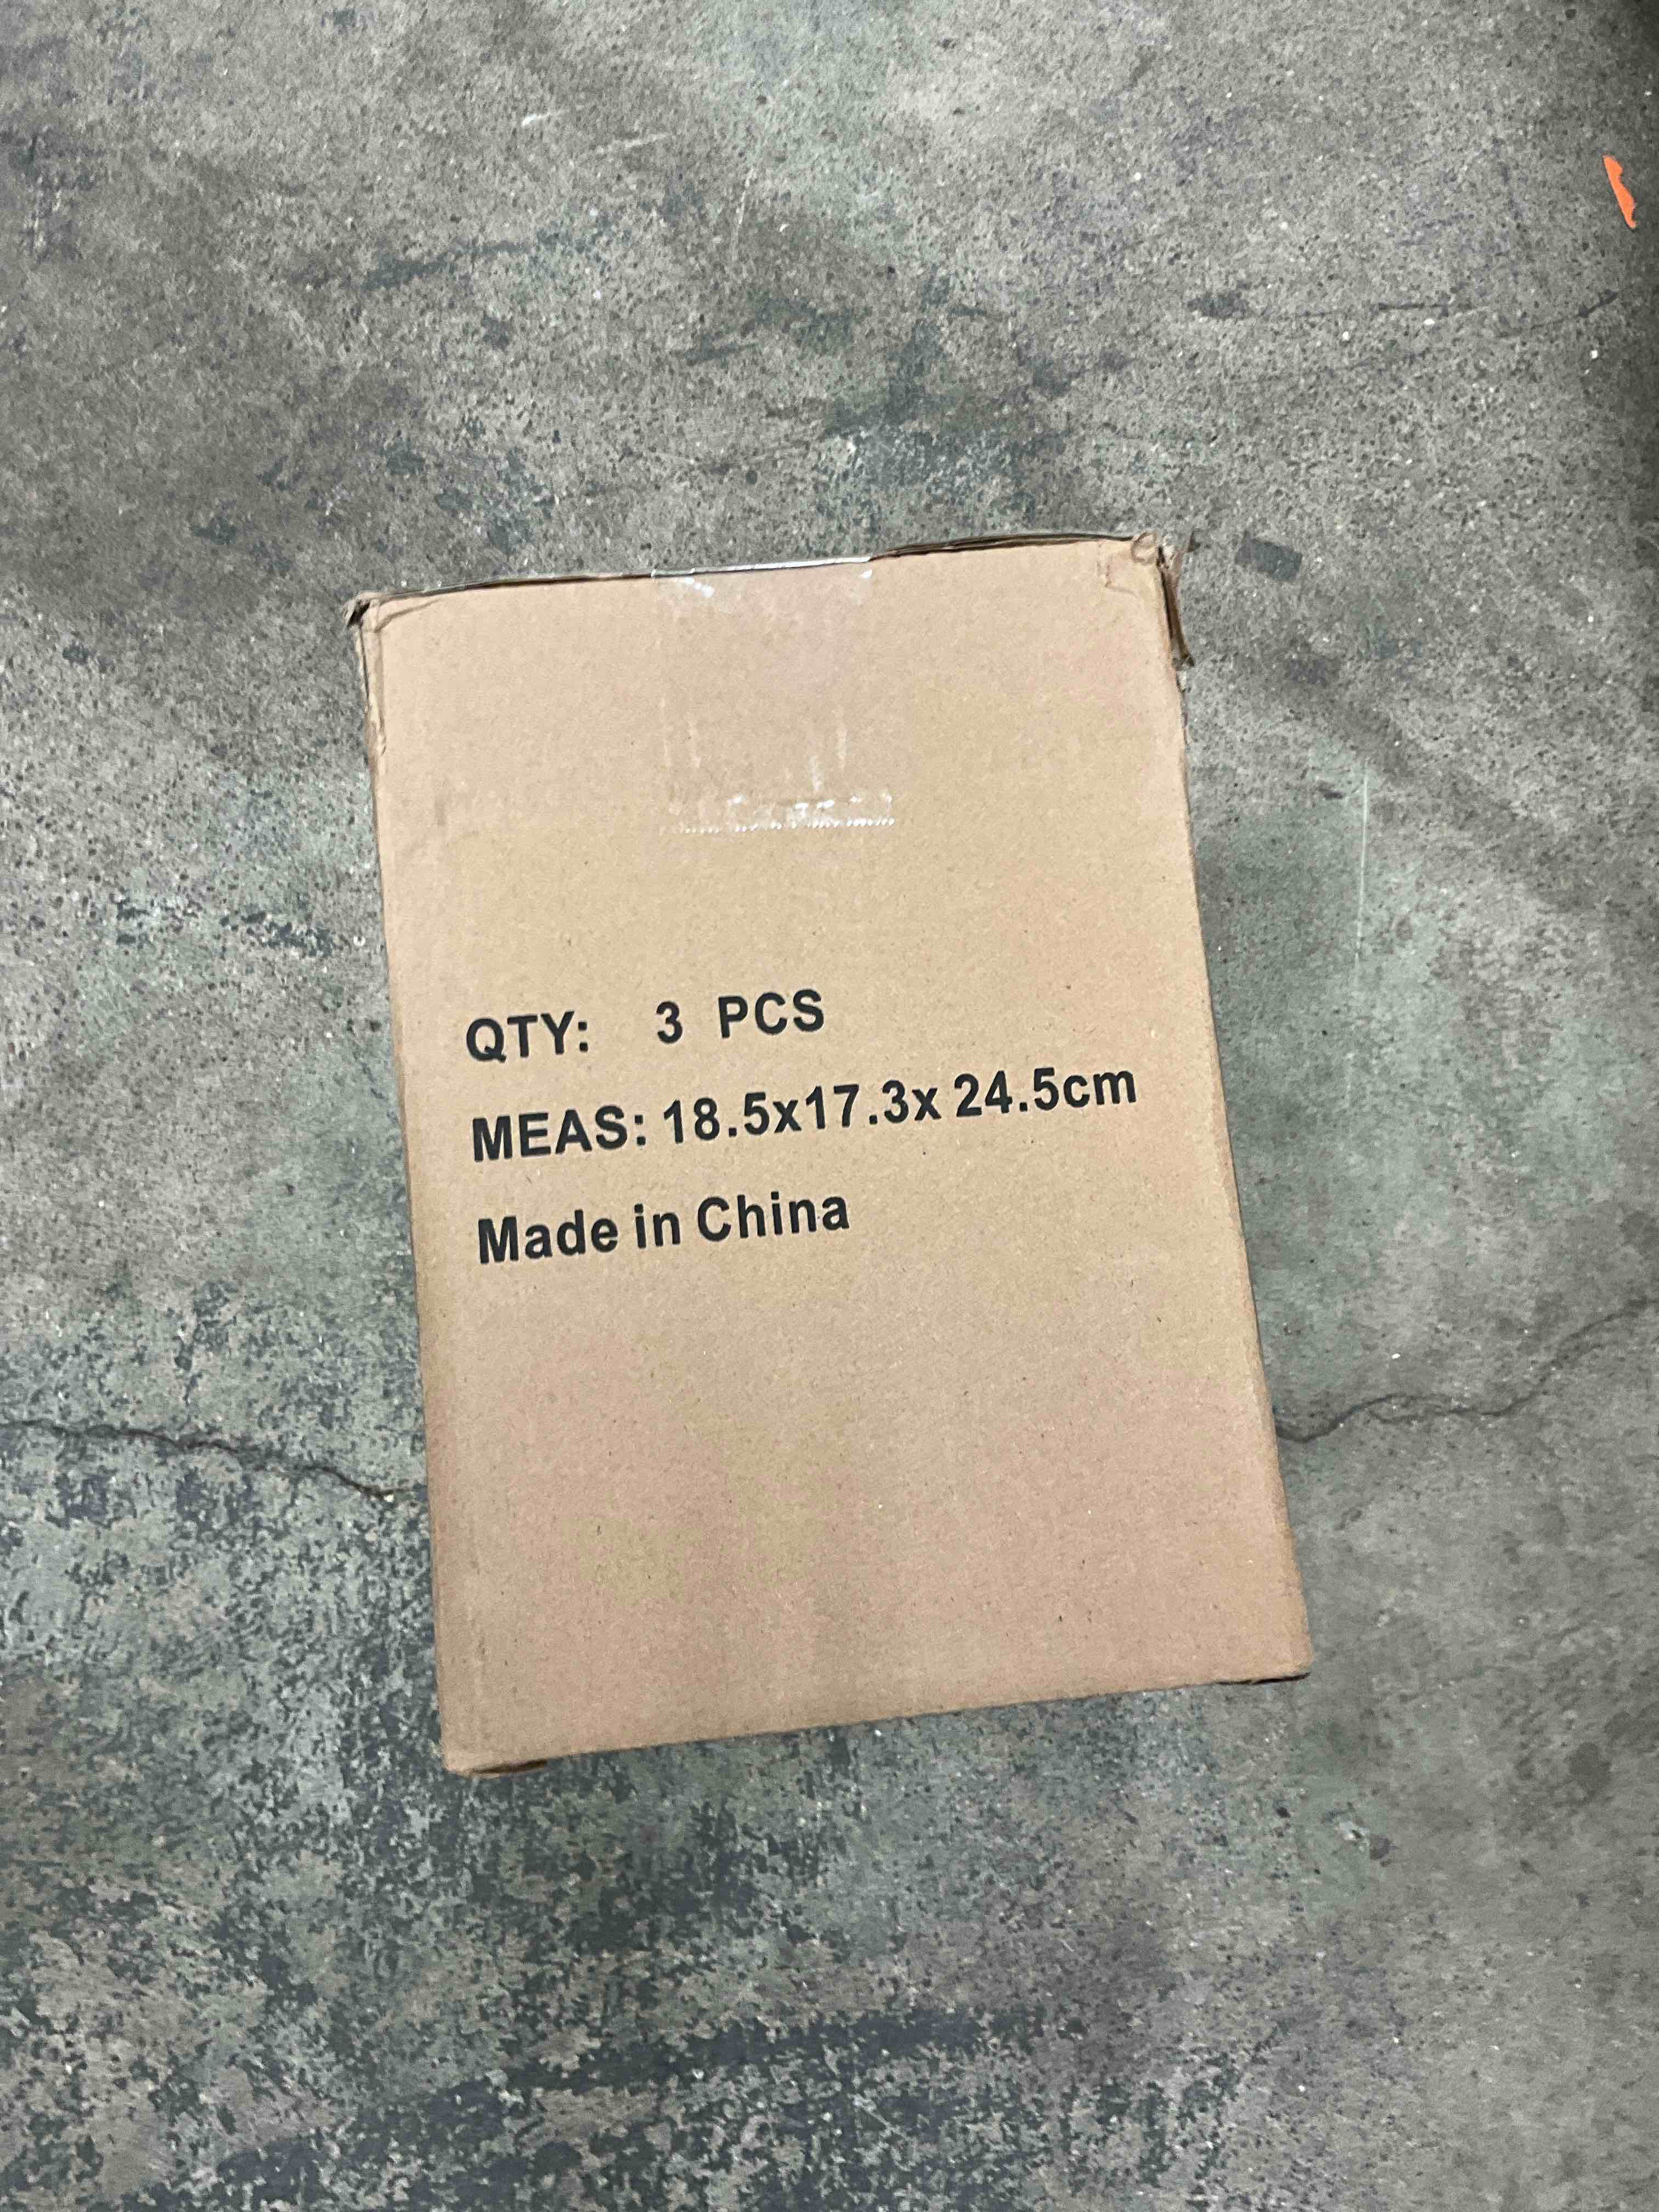 QTY: 3 PCS
MEAS: 18.5x17.3x 24.5cm
Made in China